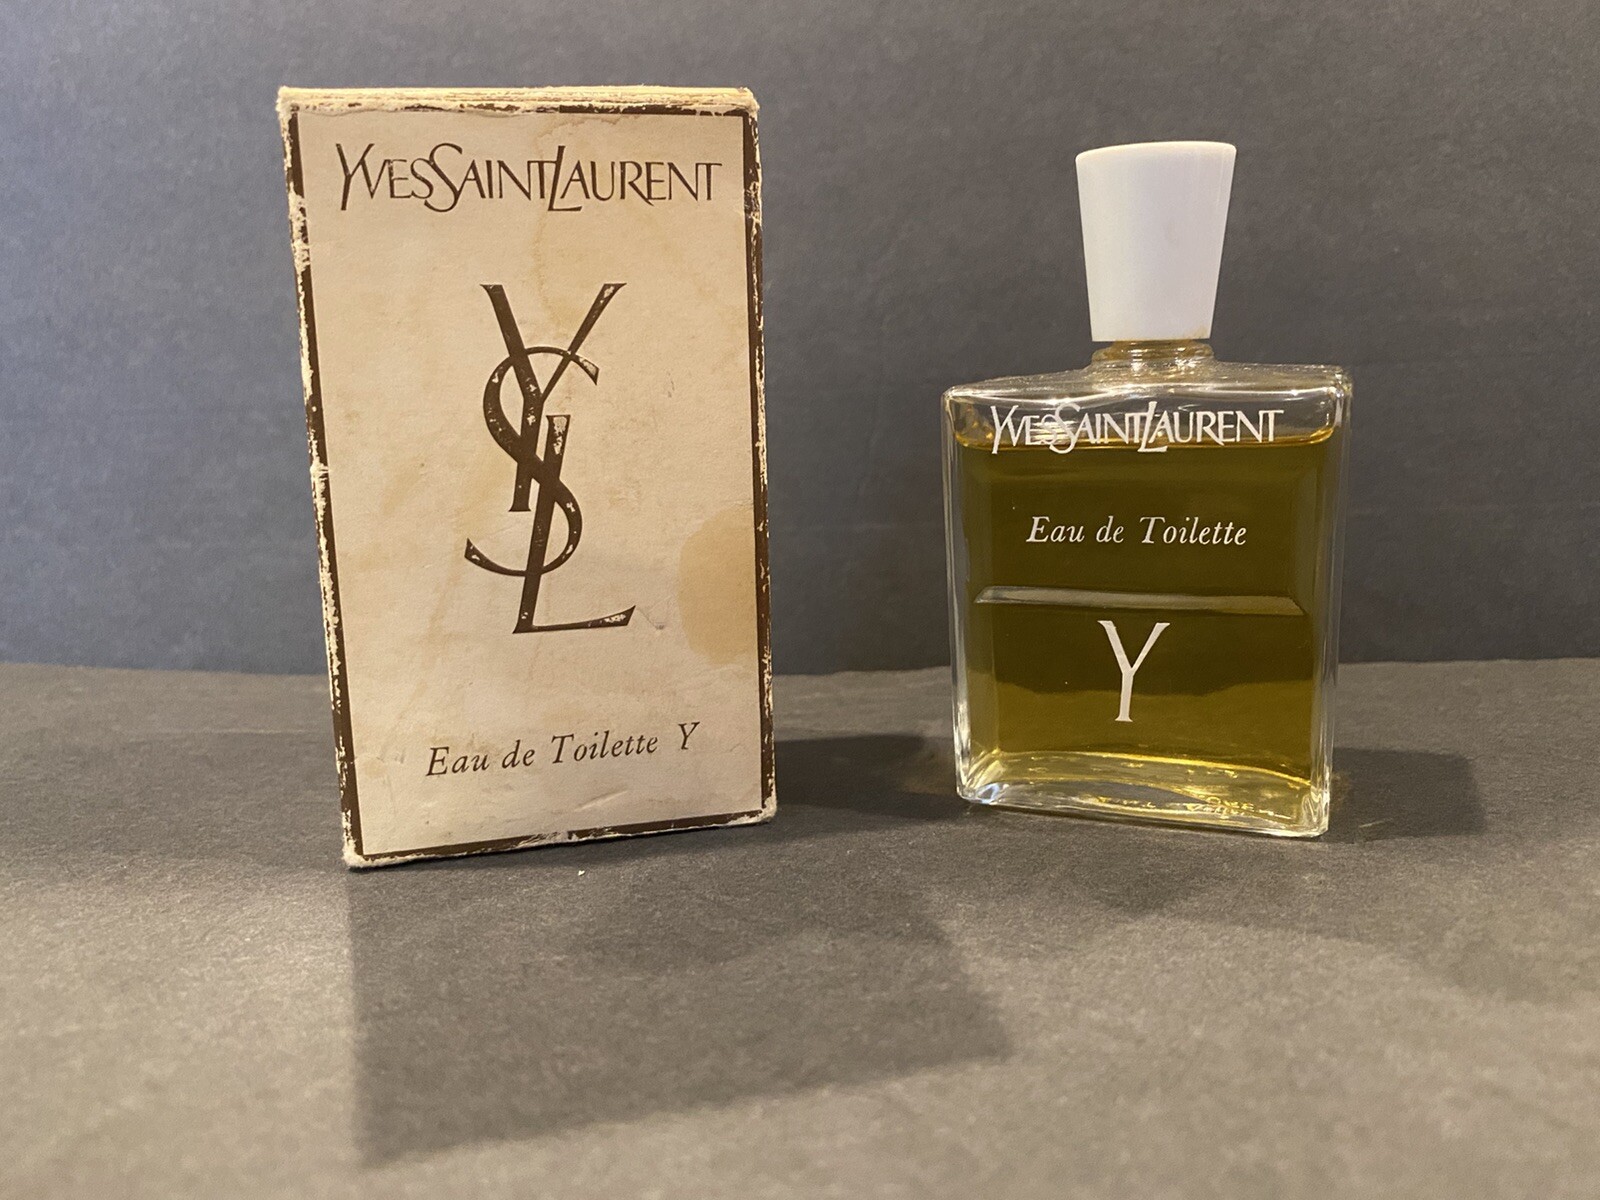 YVESSAINTLAURENT
YSL
Eau de Toilette Y
YVESSAINTLAURENT
Eau de Toilette
Y